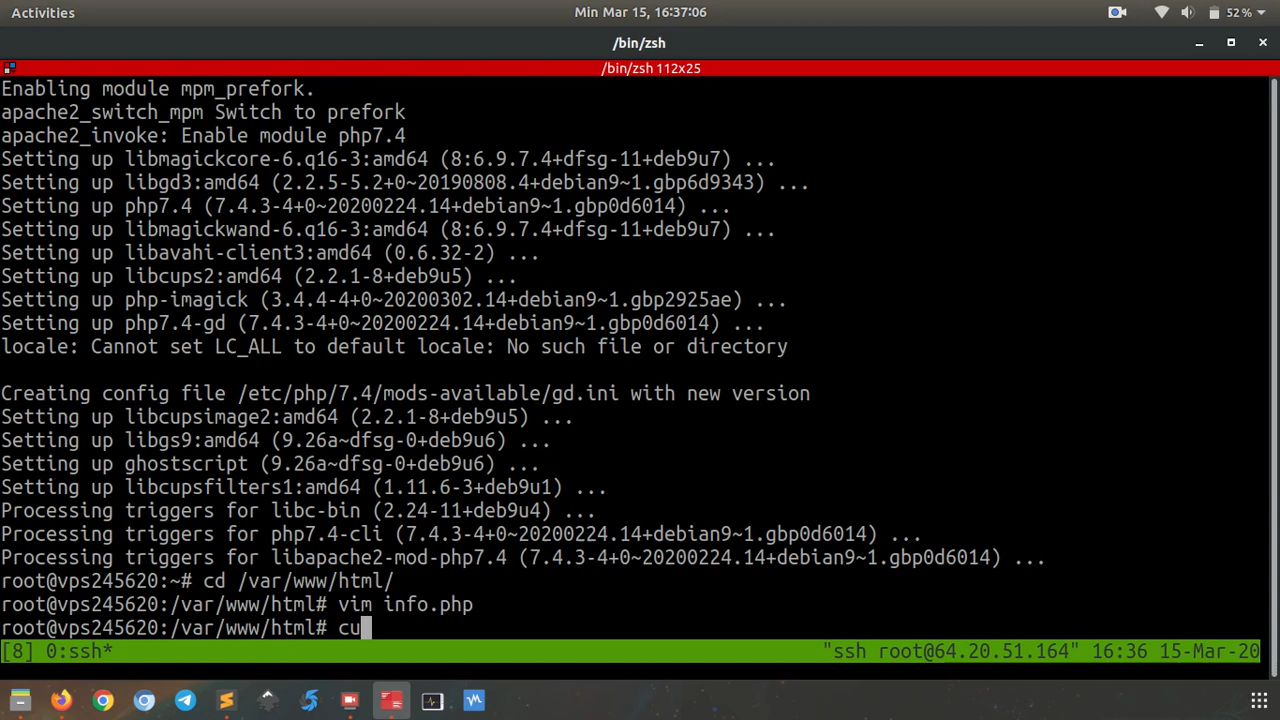 Activities
Min Mar 15, 16:37:06
52%
/bin/zsh
/bin/zsh 112x25
Enabling module mpm_prefork.
apache2_switch_mpm Switch to prefork
apache2_invoke: Enable module php7.4
Setting up libmagickcore-6.q16-3:amd64 (8:6.9.7.4+dfsg-11+deb9u7) ...
Setting up libgd3:amd64 (2.2.5-5.2+0~20190808.4+debian9~1.gbp6d9343) ...
Setting up php7.4 (7.4.3-4+0~20200224.14+debian9~1.gbp0d6014) ...
Setting up libmagickwand-6.q16-3:amd64 (8:6.9.7.4+dfsg-11+deb9u7) ...
Setting up libavahi-client3:amd64 (0.6.32-2) ...
Setting up libcups2:amd64 (2.2.1-8+deb9u5) ...
Setting up php-imagick (3.4.4-4+0~20200302.14+debian9~1.gbp2925ae) ...
Setting up php7.4-gd (7.4.3-4+0~20200224.14+debian9~1.gbp0d6014) ...
locale: Cannot set LC_ALL to default locale: No such file or directory
Creating config file /etc/php/7.4/mods-available/gd.ini with new version
Setting up libcupsimage2:amd64 (2.2.1-8+deb9u5) ...
Setting up libgs9:amd64 (9.26a~dfsg-0+deb9u6) ...
Setting up ghostscript (9.26a~dfsg-0+deb9u6) ...
Setting up libcupsfilters1:amd64 (1.11.6-3+deb9u1) ...
Processing triggers for libc-bin (2.24-11+deb9u4) ...
Processing triggers for php7.4-cli (7.4.3-4+0~20200224.14+debian9~1.gbp0d6014) ...
Processing triggers for libapache2-mod-php7.4 (7.4.3-4+0~20200224.14+debian9~1.gbp0d6014) ...
root@vps245620:~# cd /var/www/html/
root@vps245620:/var/www/html# vim info.php
root@vps245620:/var/www/html# cu
[8] 0:ssh* "ssh root@64.20.51.164" 16:36 15-Mar-20